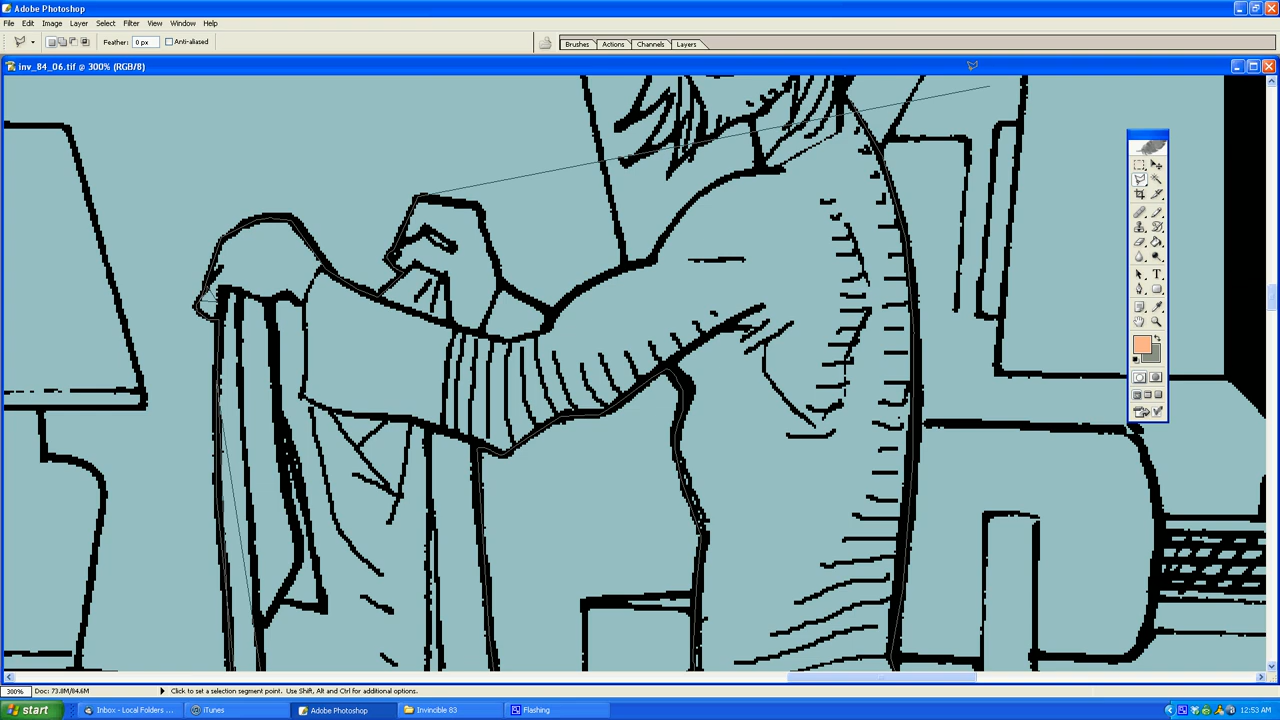 Adobe Photoshop
File Edit Image Layer Select Filter View Window Help
Feather: 0 px Anti-aliased Brushes Actions Channels Layers
inv_84_06.tif @ 300% (RGB/8)
T
300% Doc: 73.8M/84.6M Click to set a selection segment point. Use Shift, Alt and Ctrl for additional options.
start Inbox - Local Folders ... iTunes Adobe Photoshop Invincible 83 Flashing 12:53 AM